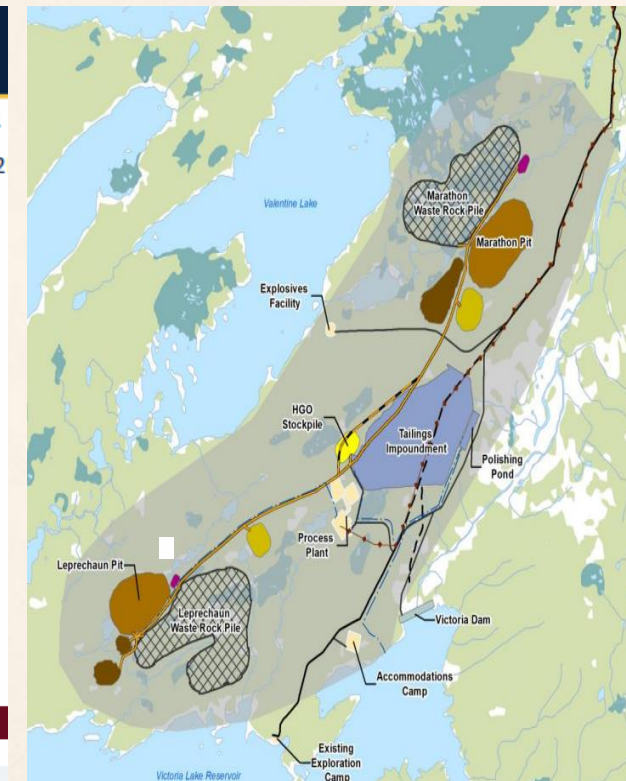 2
Valentine Lake
Marathon
Waste Rock Pile
Marathon Pit
Explosives
Facility
HGO
Stockpile
Tailings
Impoundment
Polishing
Pond
Process
Plant
Leprechaun Pit
Leprechaun
Waste Rock Pile
Victoria Dam
Accommodations
Camp
Existing
Exploration
Camp
Victoria Lake Reservoir